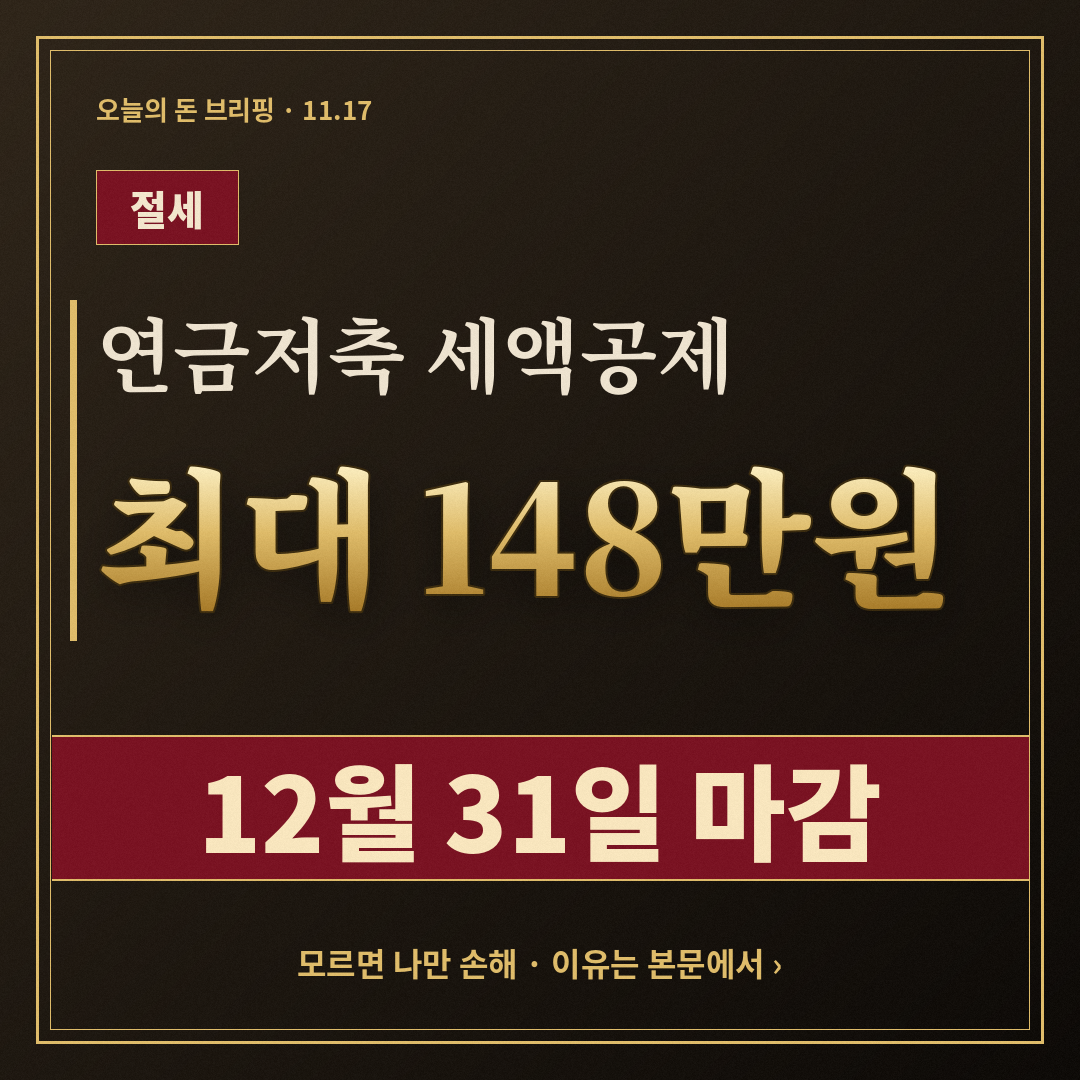 오늘의 돈 브리핑 · 11.17
절세
연금저축 세액공제
최대 148만원
12월 31일 마감
모르면 나만 손해 · 이유는 본문에서 ›